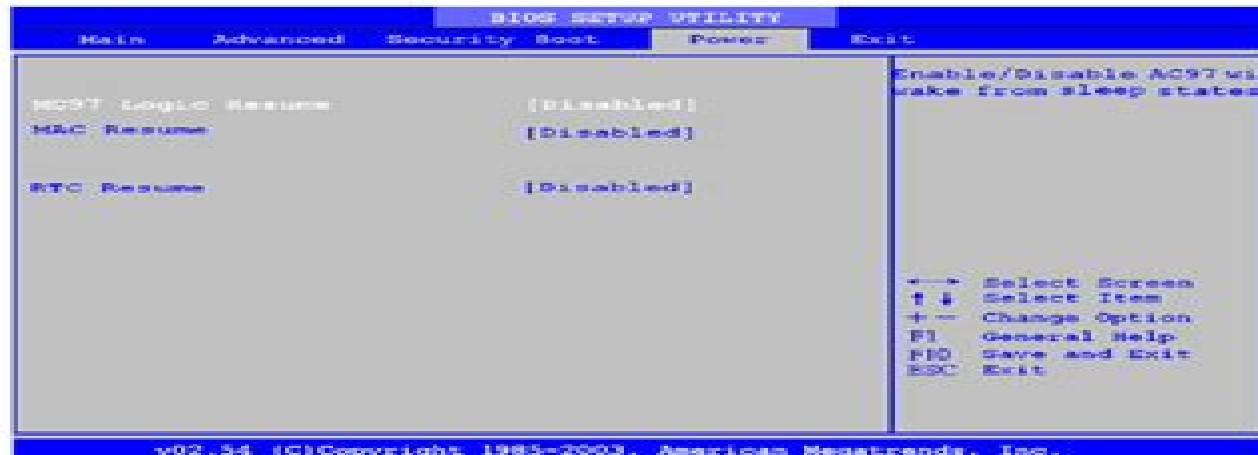 BIOS SETUP UTILITY
Main Advanced Security Boot Power Exit
MC97 Logic Resume [Disabled]
MAC Resume [Disabled]
RTC Resume [Disabled]
Enable/Disable AC97 wi
wake from sleep states
←→ Select Screen
↑↓ Select Item
+- Change Option
F1 General Help
F10 Save and Exit
ESC Exit
v02.54 (C)Copyright 1985-2003, American Megatrends, Inc.